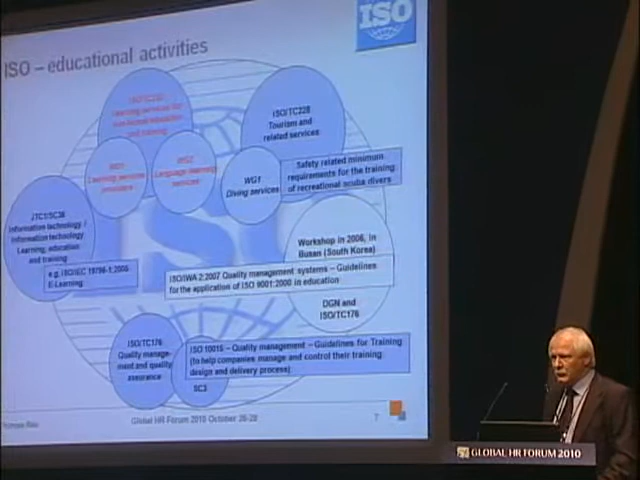 ISO
ISO – educational activities
ISO/TC232
Learning services for
non-formal education
and training
ISO/TC228
Tourism and
related services
WG1
Learning service
providers
WG2
Language learning
services
WG1
Diving services
Safety related minimum
requirements for the training
of recreational scuba divers
JTC1/SC36
Information technology /
Information technology
Learning, education
and training
e.g. ISO/IEC 19796-1:2005
E-Learning
Workshop in 2006, in
Busan (South Korea)
ISO/IWA 2:2007 Quality management systems – Guidelines
for the application of ISO 9001:2000 in education
DGN and
ISO/TC176
ISO/TC176
Quality manage-
ment and quality
assurance
ISO 10015 – Quality management – Guidelines for Training
(to help companies manage and control their training
design and delivery process)
SC3
Global HR Forum 2010 October 26-28
7
GLOBAL HR FORUM 2010